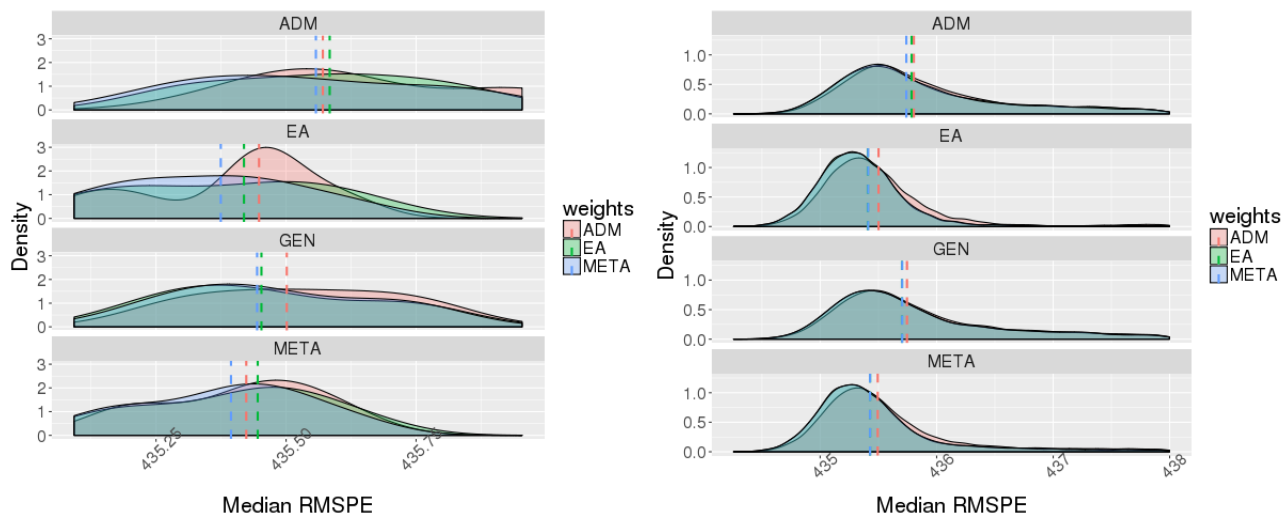 ADM
3
2
1
0
EA
3
2
1
0
GEN
3
2
1
0
META
3
2
1
0
Density
435.25
435.50
435.75
Median RMSPE
weights
ADM
EA
META
ADM
1.0
0.5
0.0
EA
1.0
0.5
0.0
GEN
1.0
0.5
0.0
META
1.0
0.5
0.0
Density
435
436
437
438
Median RMSPE
weights
ADM
EA
META